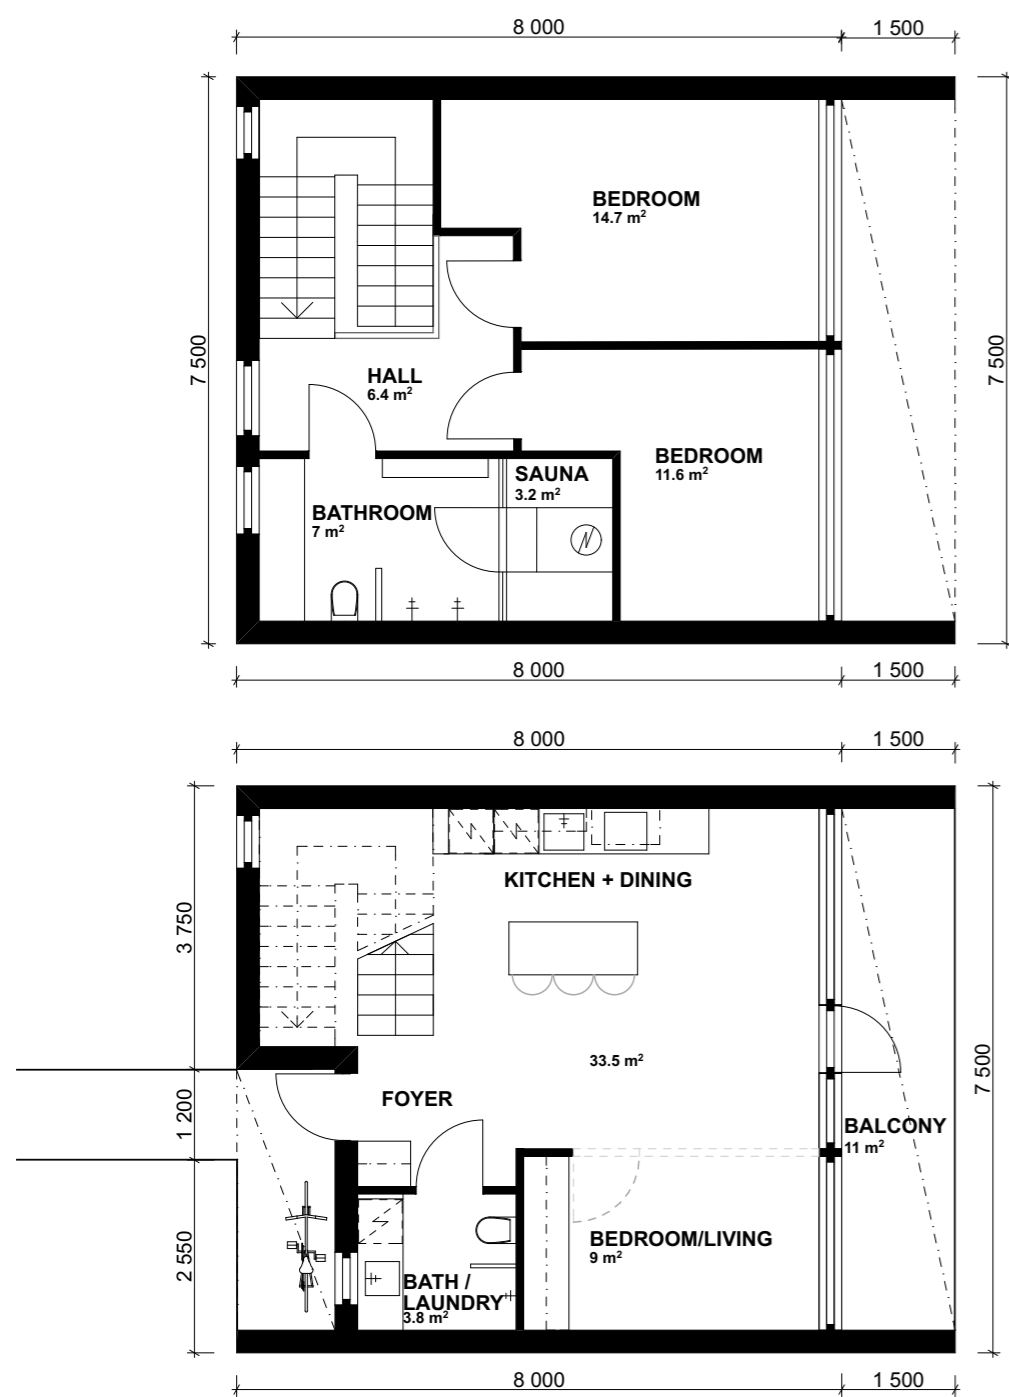 8 000
1 500
7 500
7 500
BEDROOM
14.7 m²
HALL
6.4 m²
BEDROOM
11.6 m²
SAUNA
3.2 m²
BATHROOM
7 m²
8 000
1 500
8 000
1 500
KITCHEN + DINING
3 750
33.5 m²
7 500
FOYER
1 200
BALCONY
11 m²
BEDROOM/LIVING
9 m²
2 550
BATH /
LAUNDRY
3.8 m²
8 000
1 500